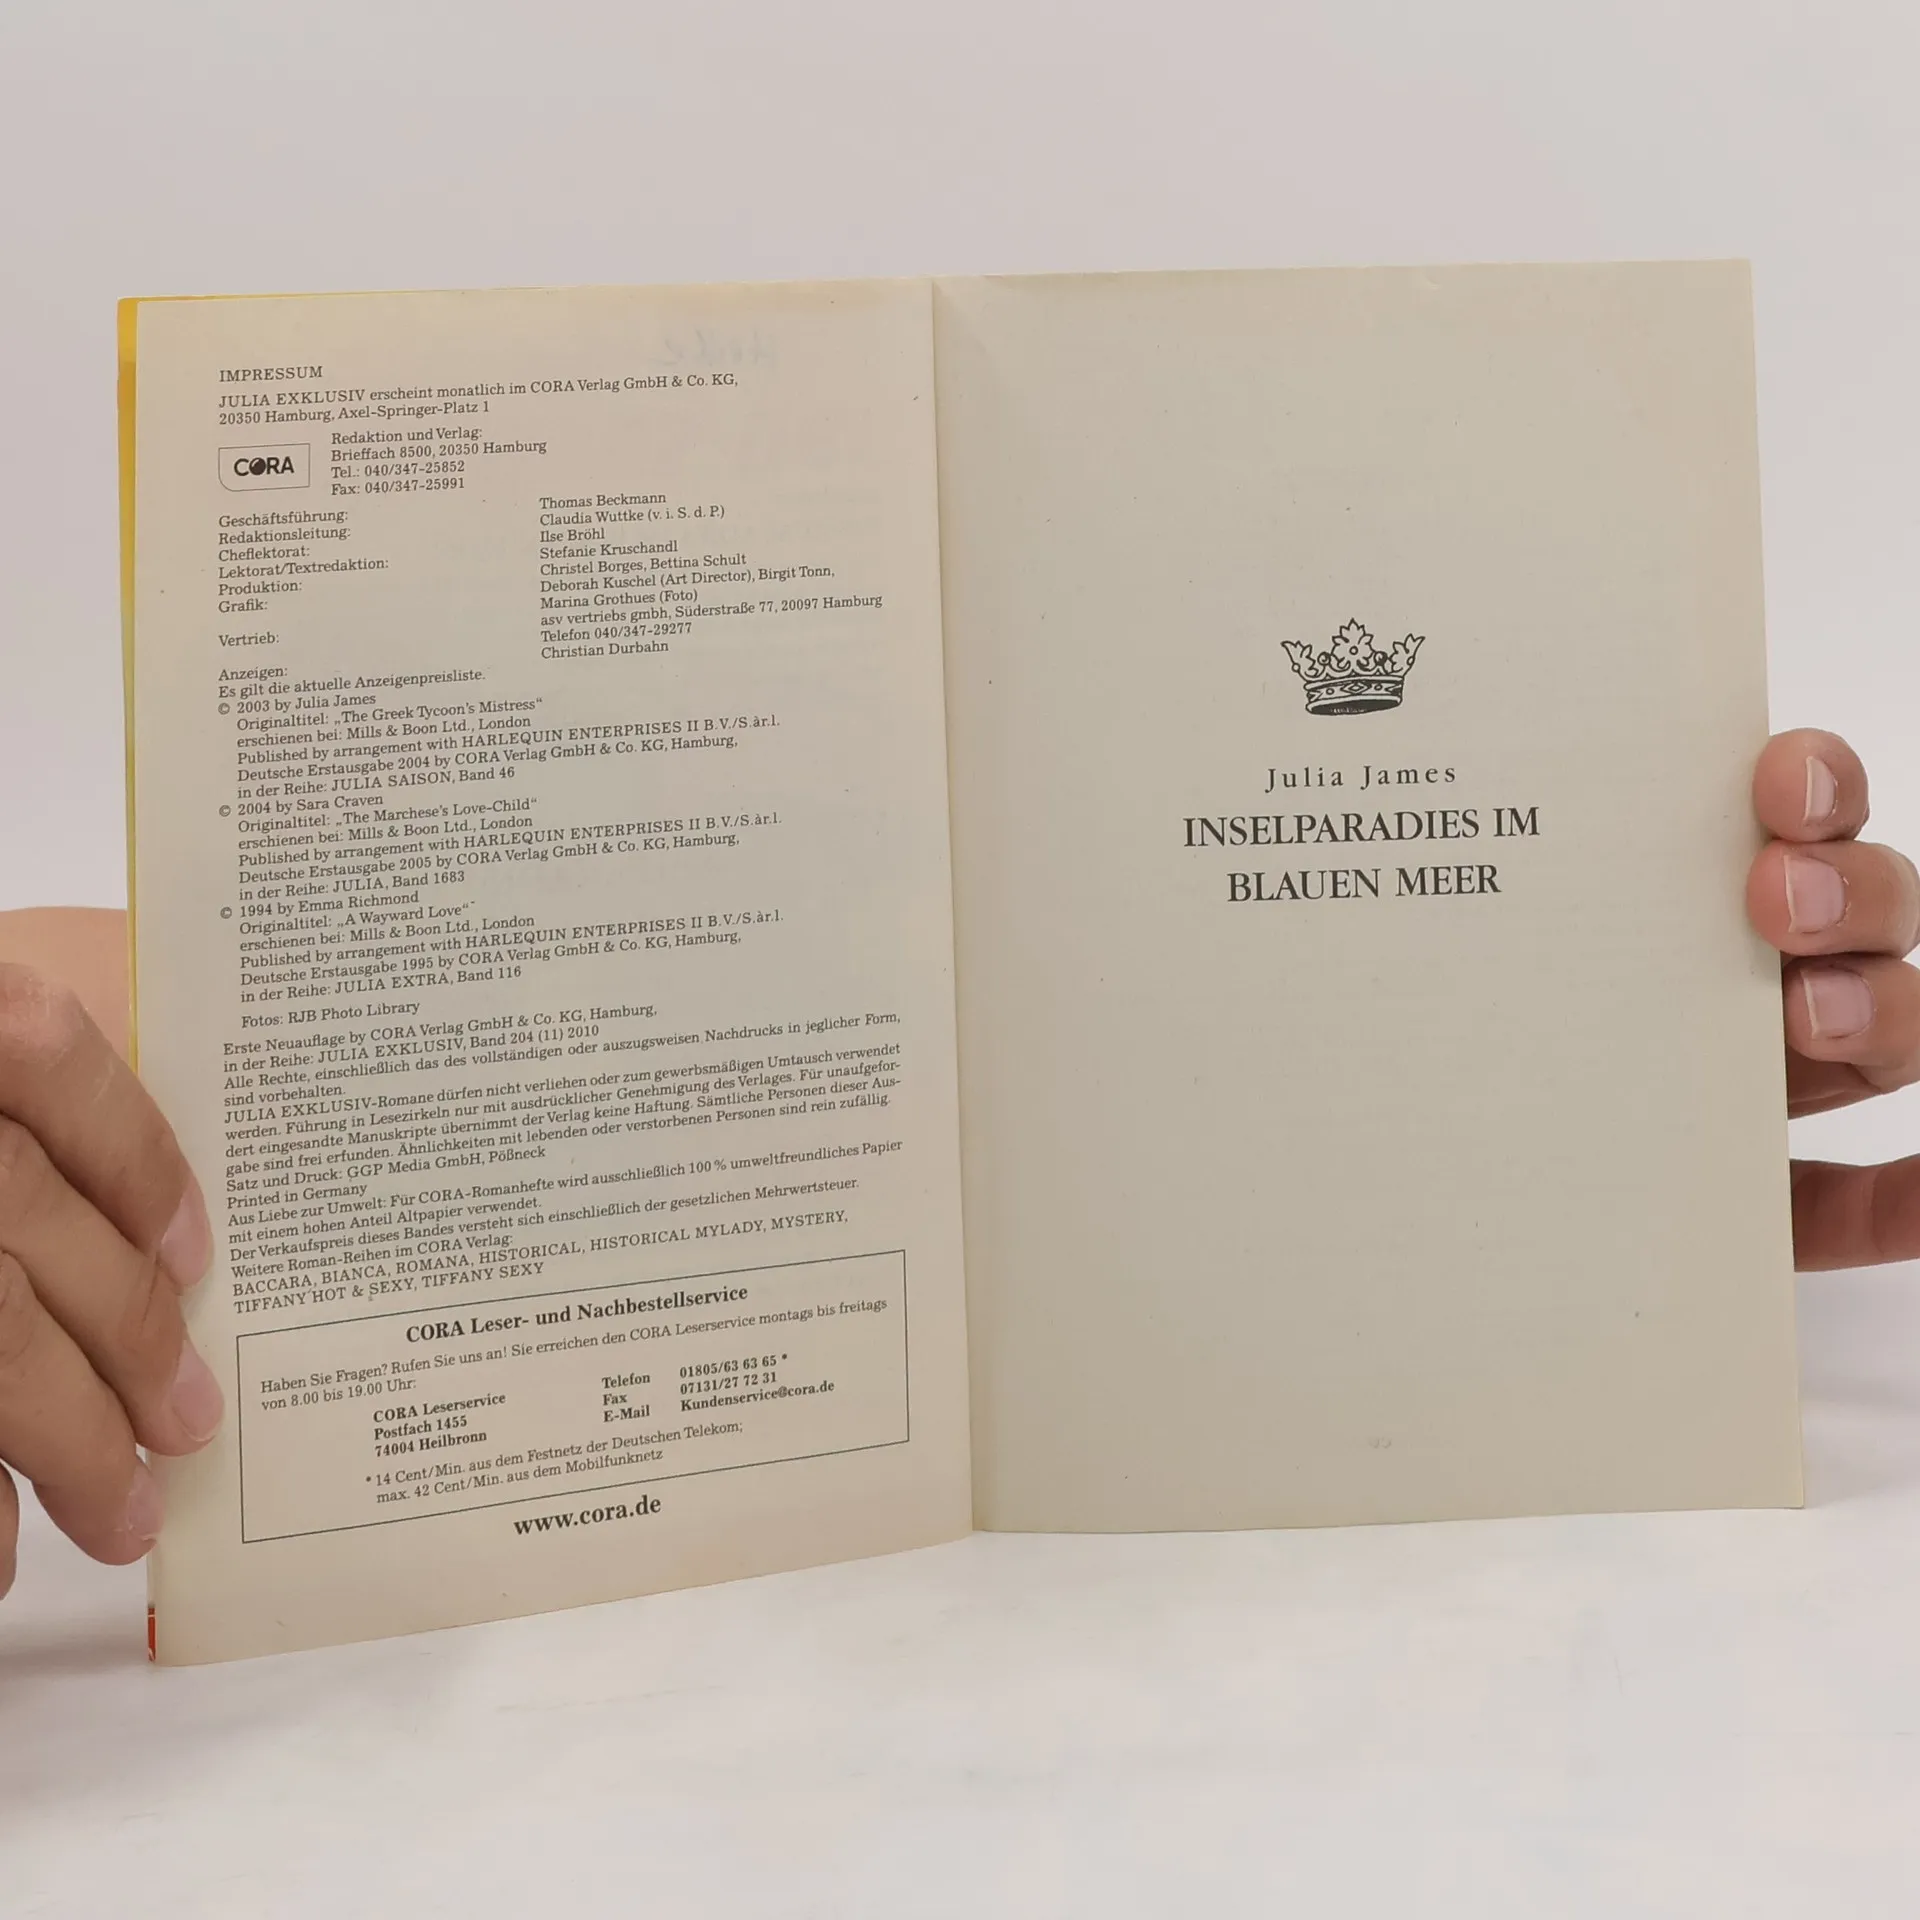 IMPRESSUM
JULIA EXKLUSIV erscheint monatlich im CORA Verlag GmbH & Co. KG,
20350 Hamburg, Axel-Springer-Platz 1
CORA
Redaktion und Verlag:
Brieffach 8500, 20350 Hamburg
Tel.: 040/347-25852
Fax: 040/347-25991
Geschäftsführung: Thomas Beckmann
Redaktionsleitung: Claudia Wuttke (v. i. S. d. P.)
Cheflektorat: Ilse Bröhl
Lektorat/Textredaktion: Stefanie Kruschandl
Produktion: Christel Borges, Bettina Schult
Grafik: Deborah Kuschel (Art Director), Birgit Tonn,
Marina Grothues (Foto)
Vertrieb: asv vertriebs gmbh, Süderstraße 77, 20097 Hamburg
Telefon 040/347-29277
Anzeigen: Christian Durbahn
Es gilt die aktuelle Anzeigenpreisliste.
© 2003 by Julia James
Originaltitel: „The Greek Tycoon's Mistress“
erschienen bei: Mills & Boon Ltd., London
Published by arrangement with HARLEQUIN ENTERPRISES II B.V./S.àr.l.
Deutsche Erstausgabe 2004 by CORA Verlag GmbH & Co. KG, Hamburg,
in der Reihe: JULIA SAISON, Band 46
© 2004 by Sara Craven
Originaltitel: „The Marchese's Love-Child“
erschienen bei: Mills & Boon Ltd., London
Published by arrangement with HARLEQUIN ENTERPRISES II B.V./S.àr.l.
Deutsche Erstausgabe 2005 by CORA Verlag GmbH & Co. KG, Hamburg,
in der Reihe: JULIA, Band 1683
© 1994 by Emma Richmond
Originaltitel: „A Wayward Love“
erschienen bei: Mills & Boon Ltd., London
Published by arrangement with HARLEQUIN ENTERPRISES II B.V./S.àr.l.
Deutsche Erstausgabe 1995 by CORA Verlag GmbH & Co. KG, Hamburg,
in der Reihe: JULIA EXTRA, Band 116
Fotos: RJB Photo Library
Erste Neuauflage by CORA Verlag GmbH & Co. KG, Hamburg,
in der Reihe: JULIA EXKLUSIV, Band 204 (11) 2010
Alle Rechte, einschließlich das des vollständigen oder auszugsweisen Nachdrucks in jeglicher Form,
sind vorbehalten.
JULIA EXKLUSIV-Romane dürfen nicht verliehen oder zum gewerbsmäßigen Umtausch verwendet
werden. Führung in Lesezirkeln nur mit ausdrücklicher Genehmigung des Verlages. Für unaufgefor-
dert eingesandte Manuskripte übernimmt der Verlag keine Haftung. Sämtliche Personen dieser Aus-
gabe sind frei erfunden. Ähnlichkeiten mit lebenden oder verstorbenen Personen sind rein zufällig.
Satz und Druck: GGP Media GmbH, Pößneck
Printed in Germany
Aus Liebe zur Umwelt: Für CORA-Romanhefte wird ausschließlich 100 % umweltfreundliches Papier
mit einem hohen Anteil Altpapier verwendet.
Der Verkaufspreis dieses Bandes versteht sich einschließlich der gesetzlichen Mehrwertsteuer.
Weitere Roman-Reihen im CORA Verlag:
BACCARA, BIANCA, ROMANA, HISTORICAL, HISTORICAL MYLADY, MYSTERY,
TIFFANY HOT & SEXY, TIFFANY SEXY
CORA Leser- und Nachbestellservice
Haben Sie Fragen? Rufen Sie uns an! Sie erreichen den CORA Leserservice montags bis freitags
von 8.00 bis 19.00 Uhr:
CORA Leserservice
Postfach 1455
74004 Heilbronn
Telefon 01805/63 63 65 *
Fax 07131/27 72 31
E-Mail Kundenservice@cora.de
* 14 Cent/Min. aus dem Festnetz der Deutschen Telekom;
max. 42 Cent/Min. aus dem Mobilfunknetz
www.cora.de
Julia James
INSELPARADIES IM
BLAUEN MEER